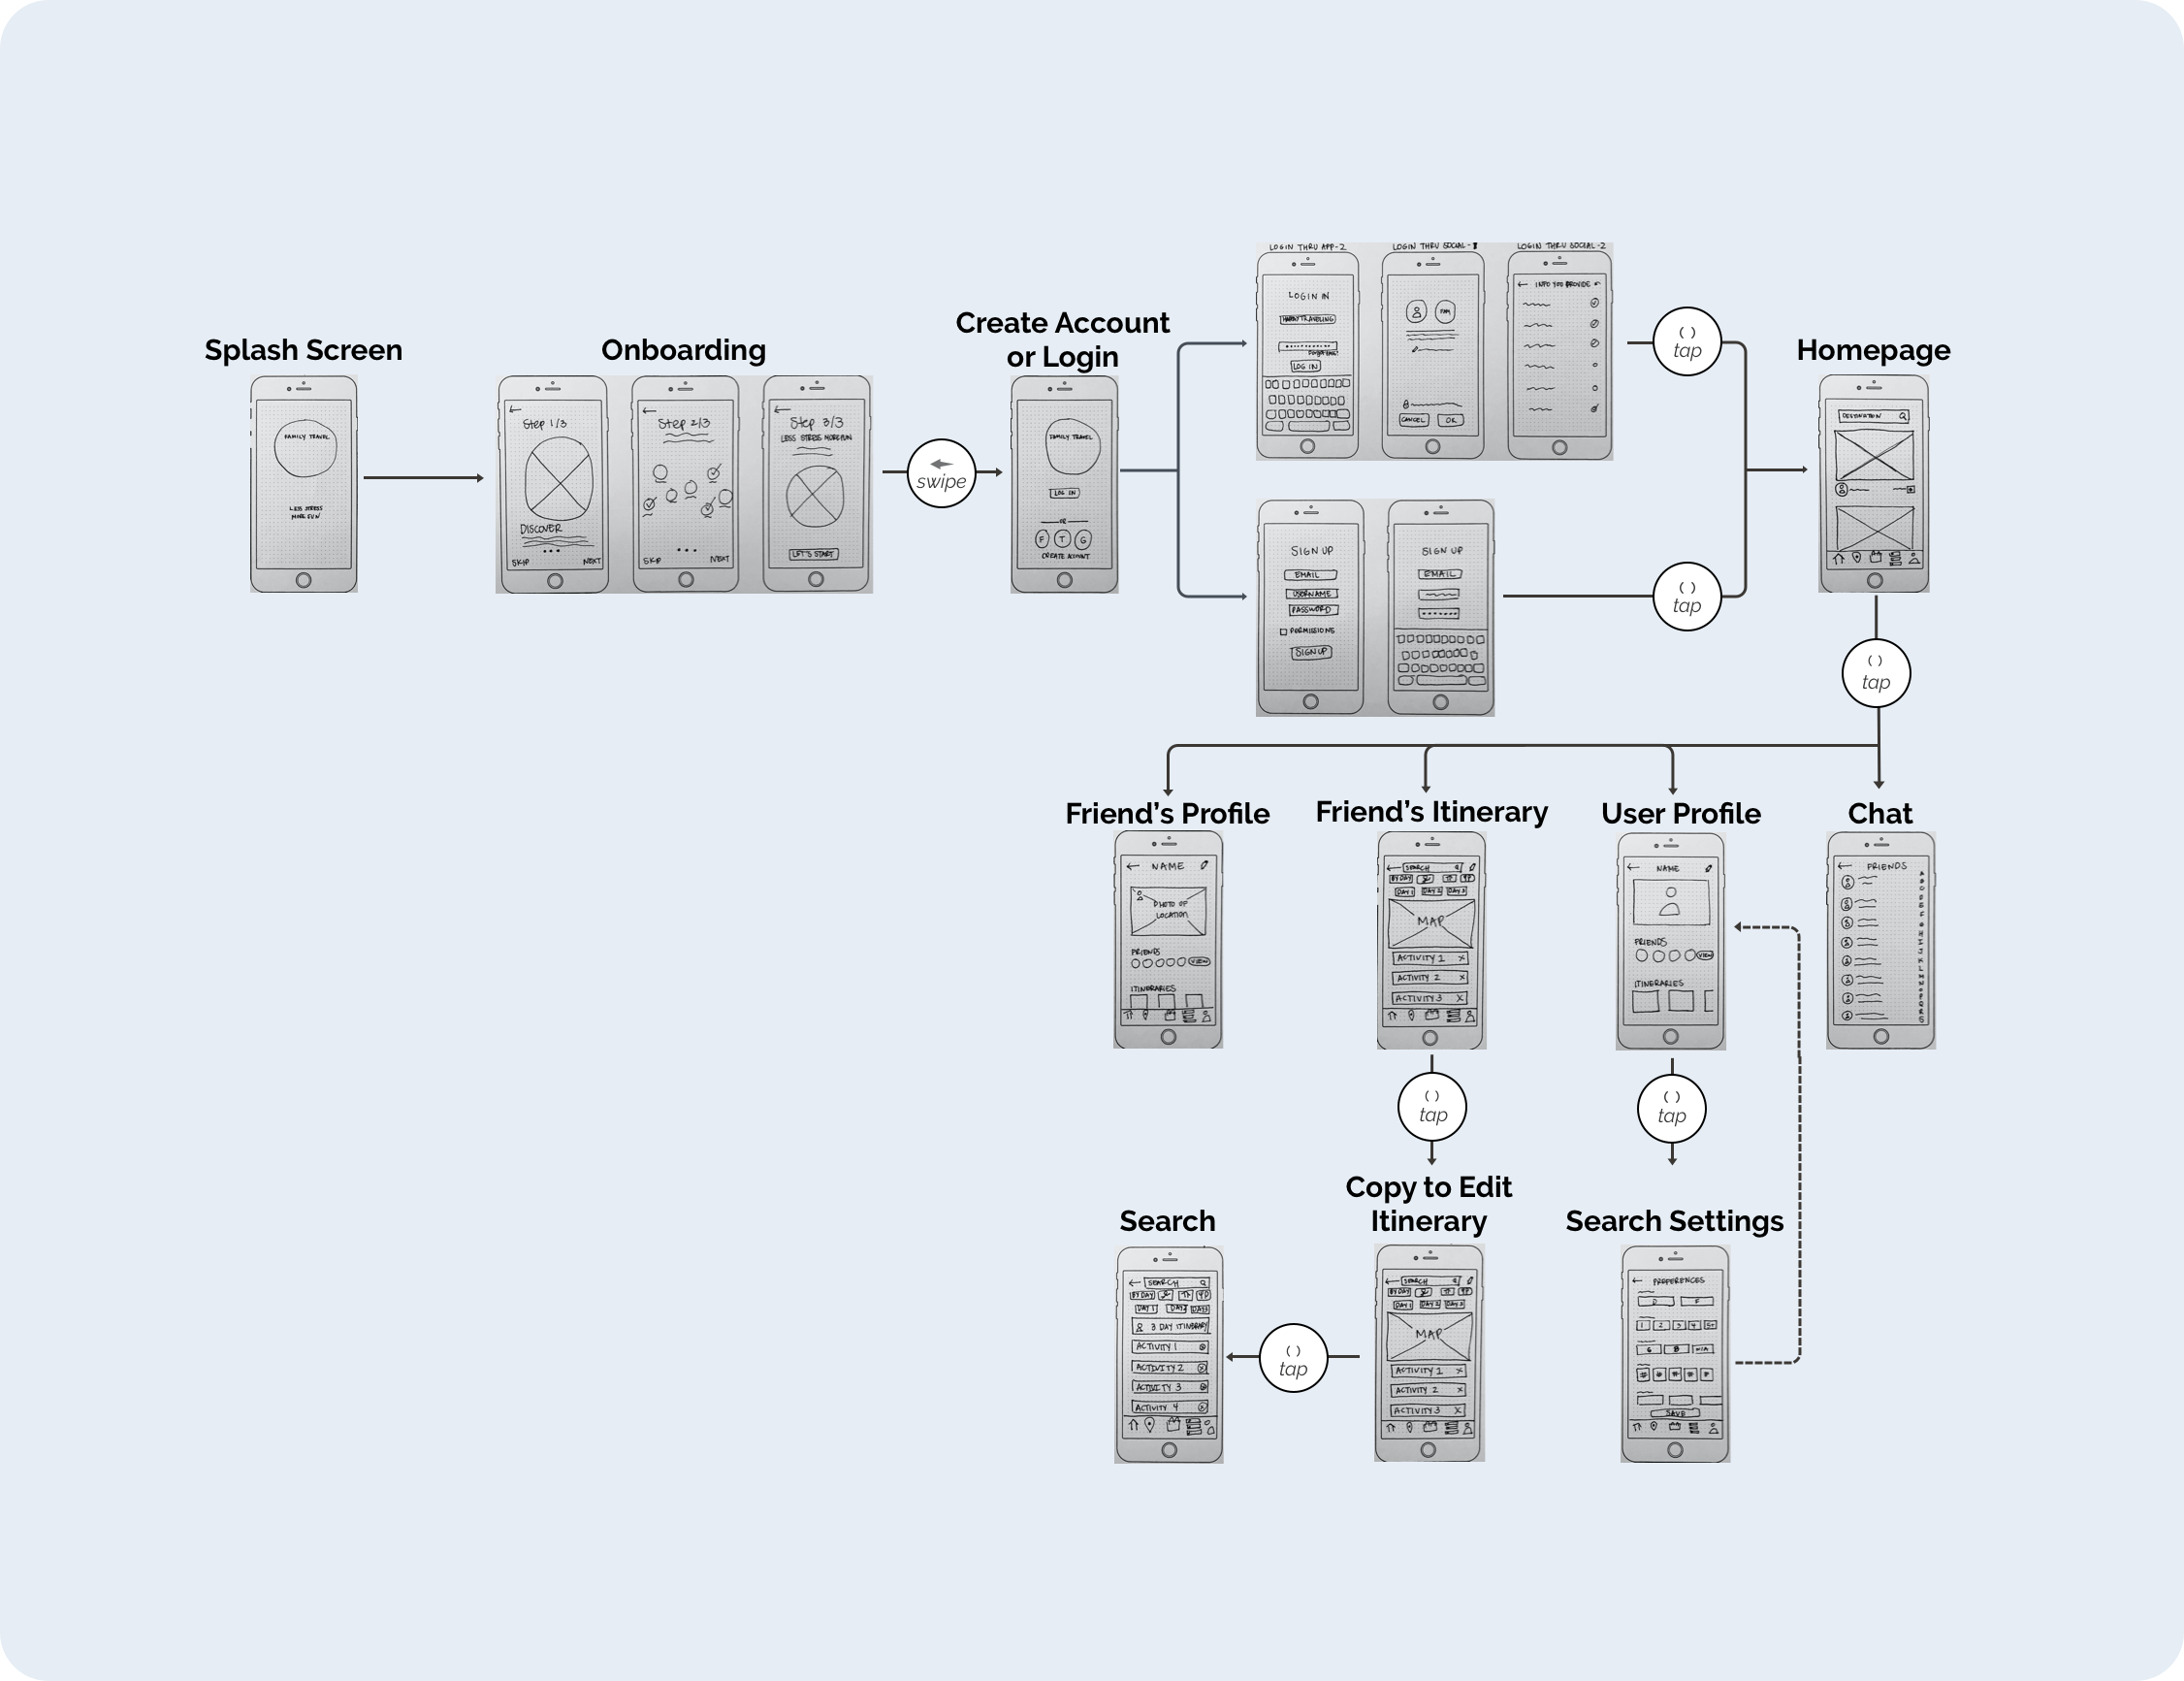 Splash Screen
FAMILY TRAVEL
LESS STRESS
MORE FUN
Onboarding
Step 1/3
DISCOVER
SKIP
NEXT
Step 2/3
SKIP
NEXT
Step 3/3
LESS STRESS MORE FUN
LET'S START
swipe
Create Account
or Login
FAMILY TRAVEL
LOG IN
OR
F T G
CREATE ACCOUNT
LOGIN THRU APP-2
LOGIN IN
HAPPYTRAVELING
LOG IN
LOGIN THRU SOCIAL-1
FAM
CANCEL
OK
LOGIN THRU SOCIAL-2
INFO YOU PROVIDE
tap
SIGN UP
EMAIL
USERNAME
PASSWORD
PERMISSIONS
SIGN UP
SIGN UP
EMAIL
tap
Homepage
DESTINATION
tap
Friend's Profile
NAME
PHOTO OF
LOCATION
FRIENDS
VIEW
ITINERARIES
Friend's Itinerary
SEARCH
BY DAY
DAY 1 DAY 2 DAY 3
MAP
ACTIVITY 1 X
ACTIVITY 2 X
ACTIVITY 3 X
User Profile
NAME
FRIENDS
VIEW
ITINERARIES
Chat
FRIENDS
tap
tap
Search
SEARCH
BY DAY
DAY 1 DAY 2 DAY 3
3 DAY ITINERARY
ACTIVITY 1
ACTIVITY 2
ACTIVITY 3
ACTIVITY 4
tap
Copy to Edit
Itinerary
SEARCH
BY DAY
DAY 1 DAY 2 DAY 3
MAP
ACTIVITY 1 X
ACTIVITY 2 X
ACTIVITY 3 X
Search Settings
PREFERENCES
D F
1 2 3 4 5+
G B N/A
SAVE